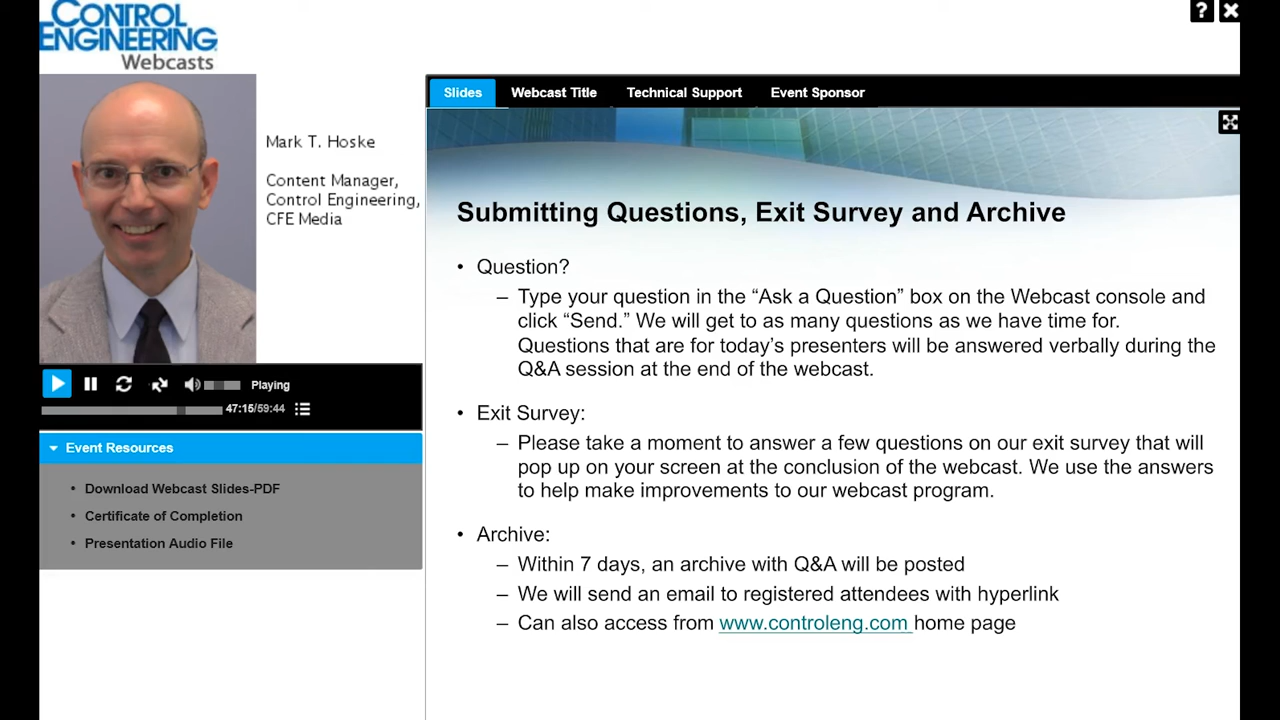 CONTROL
ENGINEERING
Webcasts
?
Mark T. Hoske
Content Manager,
Control Engineering,
CFE Media
Playing
47:15/59:44
Event Resources
• Download Webcast Slides-PDF
• Certificate of Completion
• Presentation Audio File
Slides Webcast Title Technical Support Event Sponsor
Submitting Questions, Exit Survey and Archive
• Question?
– Type your question in the “Ask a Question” box on the Webcast console and
click “Send.” We will get to as many questions as we have time for.
Questions that are for today’s presenters will be answered verbally during the
Q&A session at the end of the webcast.
• Exit Survey:
– Please take a moment to answer a few questions on our exit survey that will
pop up on your screen at the conclusion of the webcast. We use the answers
to help make improvements to our webcast program.
• Archive:
– Within 7 days, an archive with Q&A will be posted
– We will send an email to registered attendees with hyperlink
– Can also access from www.controleng.com home page